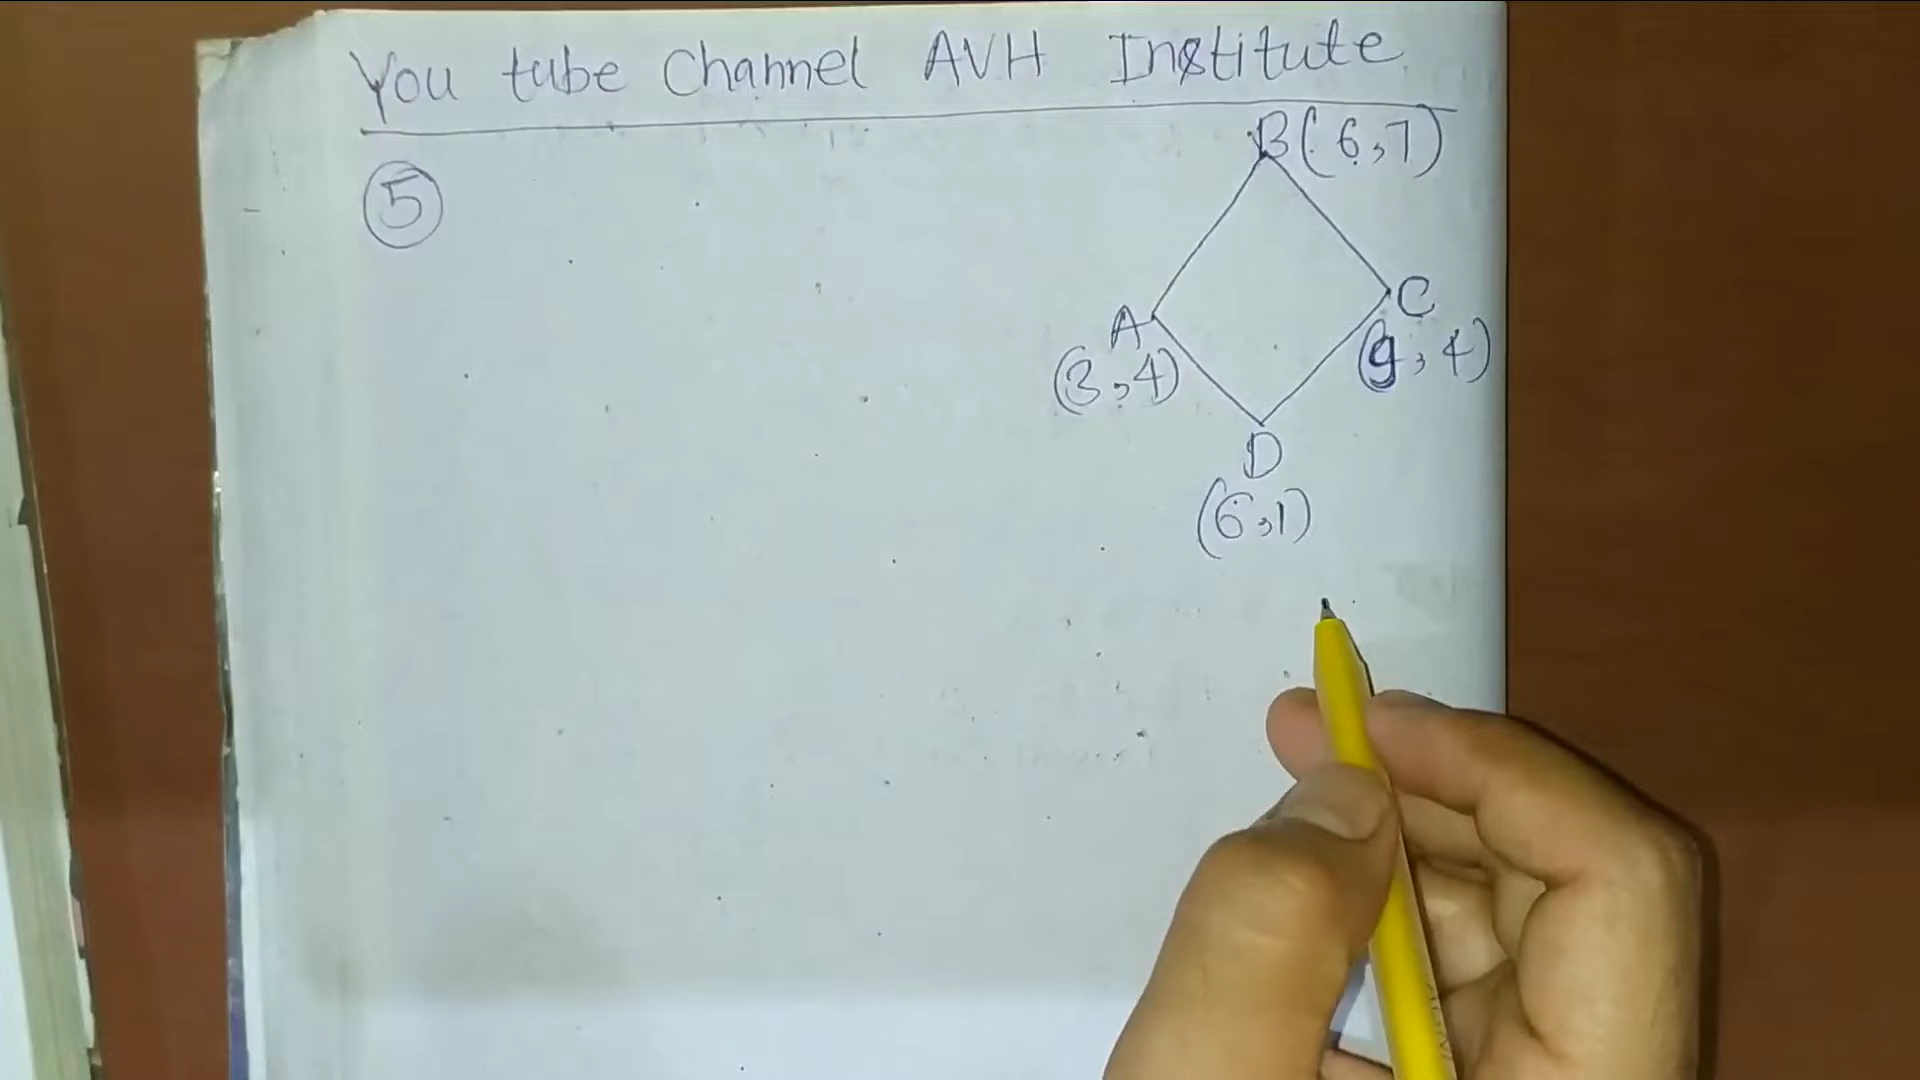 You tube Channel AVH Institute
B(6,7)
5
C
A
(9,4)
(3,4)
D
(6,1)